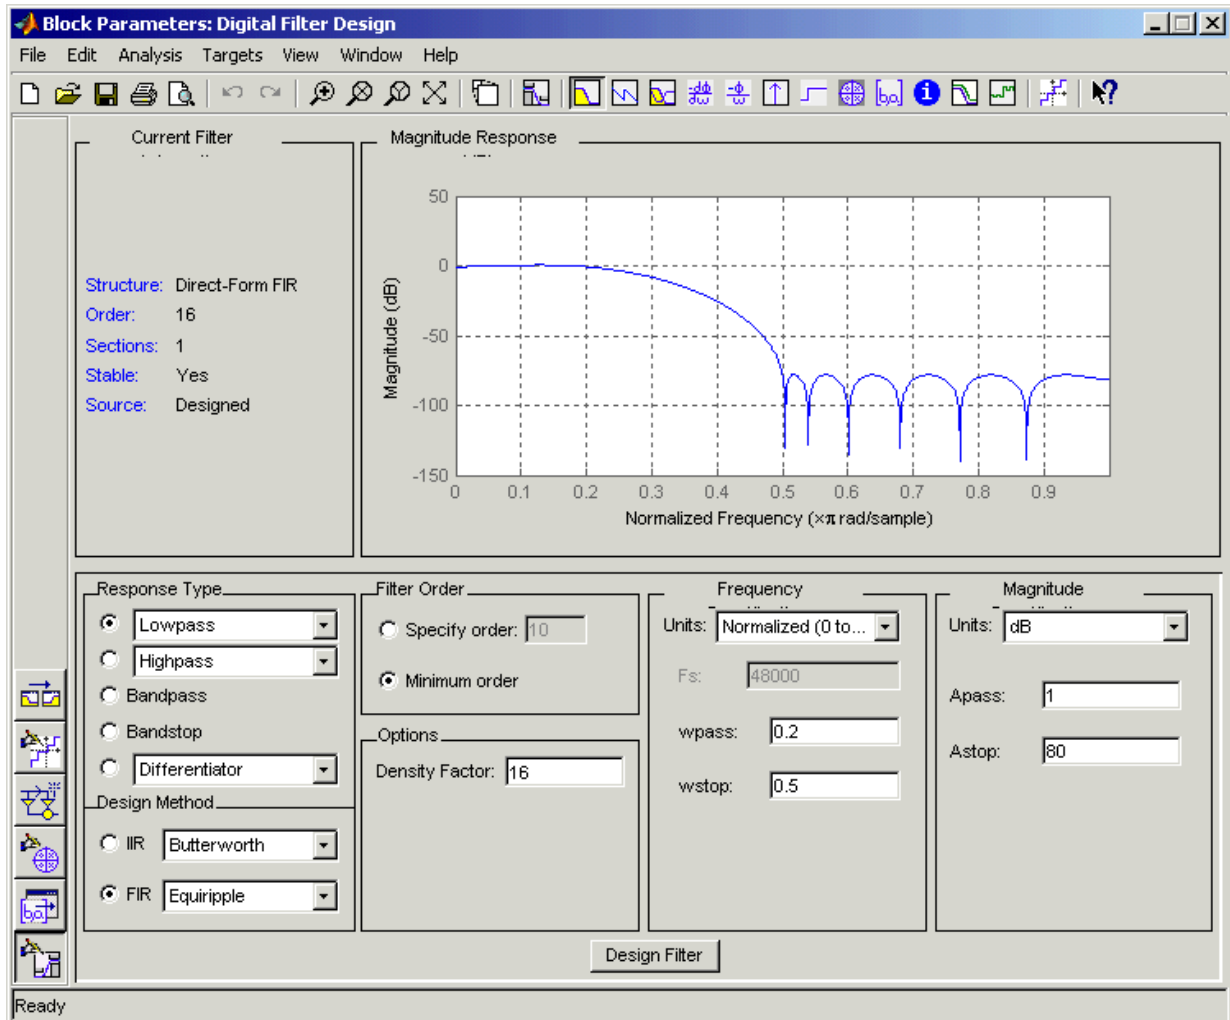 Block Parameters: Digital Filter Design
File Edit Analysis Targets View Window Help
Current Filter
Structure: Direct-Form FIR
Order: 16
Sections: 1
Stable: Yes
Source: Designed
Magnitude Response
50
0
-50
-100
-150
Magnitude (dB)
0 0.1 0.2 0.3 0.4 0.5 0.6 0.7 0.8 0.9
Normalized Frequency (×π rad/sample)
Response Type
Lowpass
Highpass
Bandpass
Bandstop
Differentiator
Design Method
IIR Butterworth
FIR Equiripple
Filter Order
Specify order: 10
Minimum order
Options
Density Factor: 16
Frequency
Units: Normalized (0 to...
Fs: 48000
wpass: 0.2
wstop: 0.5
Magnitude
Units: dB
Apass: 1
Astop: 80
Design Filter
Ready